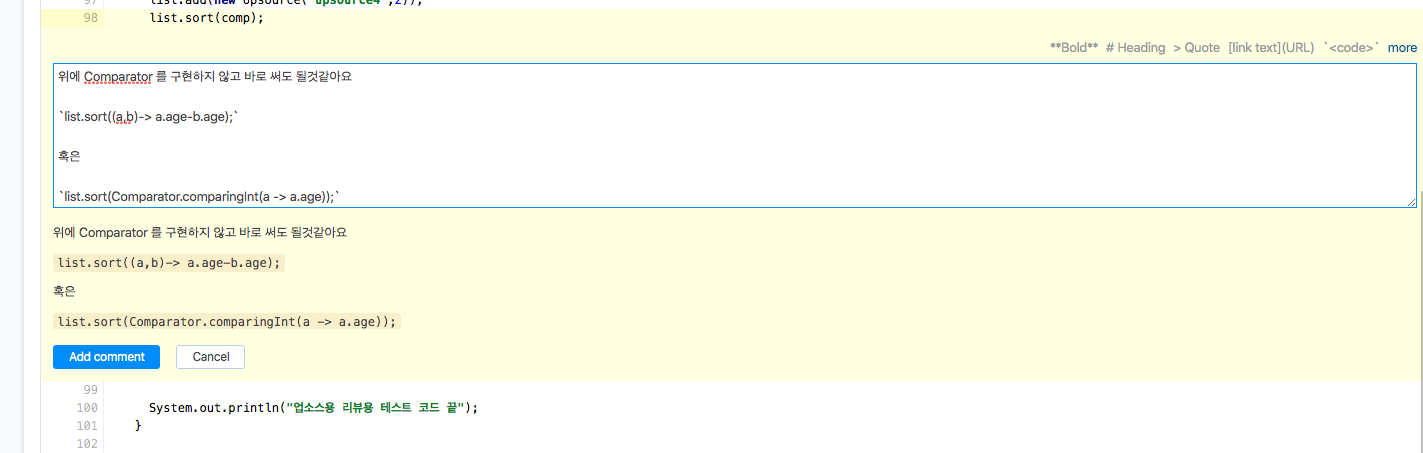 97 list.add(new Upsource("upsource4",2));
98 list.sort(comp);
**Bold** # Heading > Quote [link text](URL) `<code>` more
위에 Comparator 를 구현하지 않고 바로 써도 될것같아요
`list.sort((a,b)-> a.age-b.age);`
혹은
`list.sort(Comparator.comparingInt(a -> a.age));`
위에 Comparator 를 구현하지 않고 바로 써도 될것같아요
list.sort((a,b)-> a.age-b.age);
혹은
list.sort(Comparator.comparingInt(a -> a.age));
Add comment Cancel
99
100 System.out.println("업소스용 리뷰용 테스트 코드 끝");
101 }
102